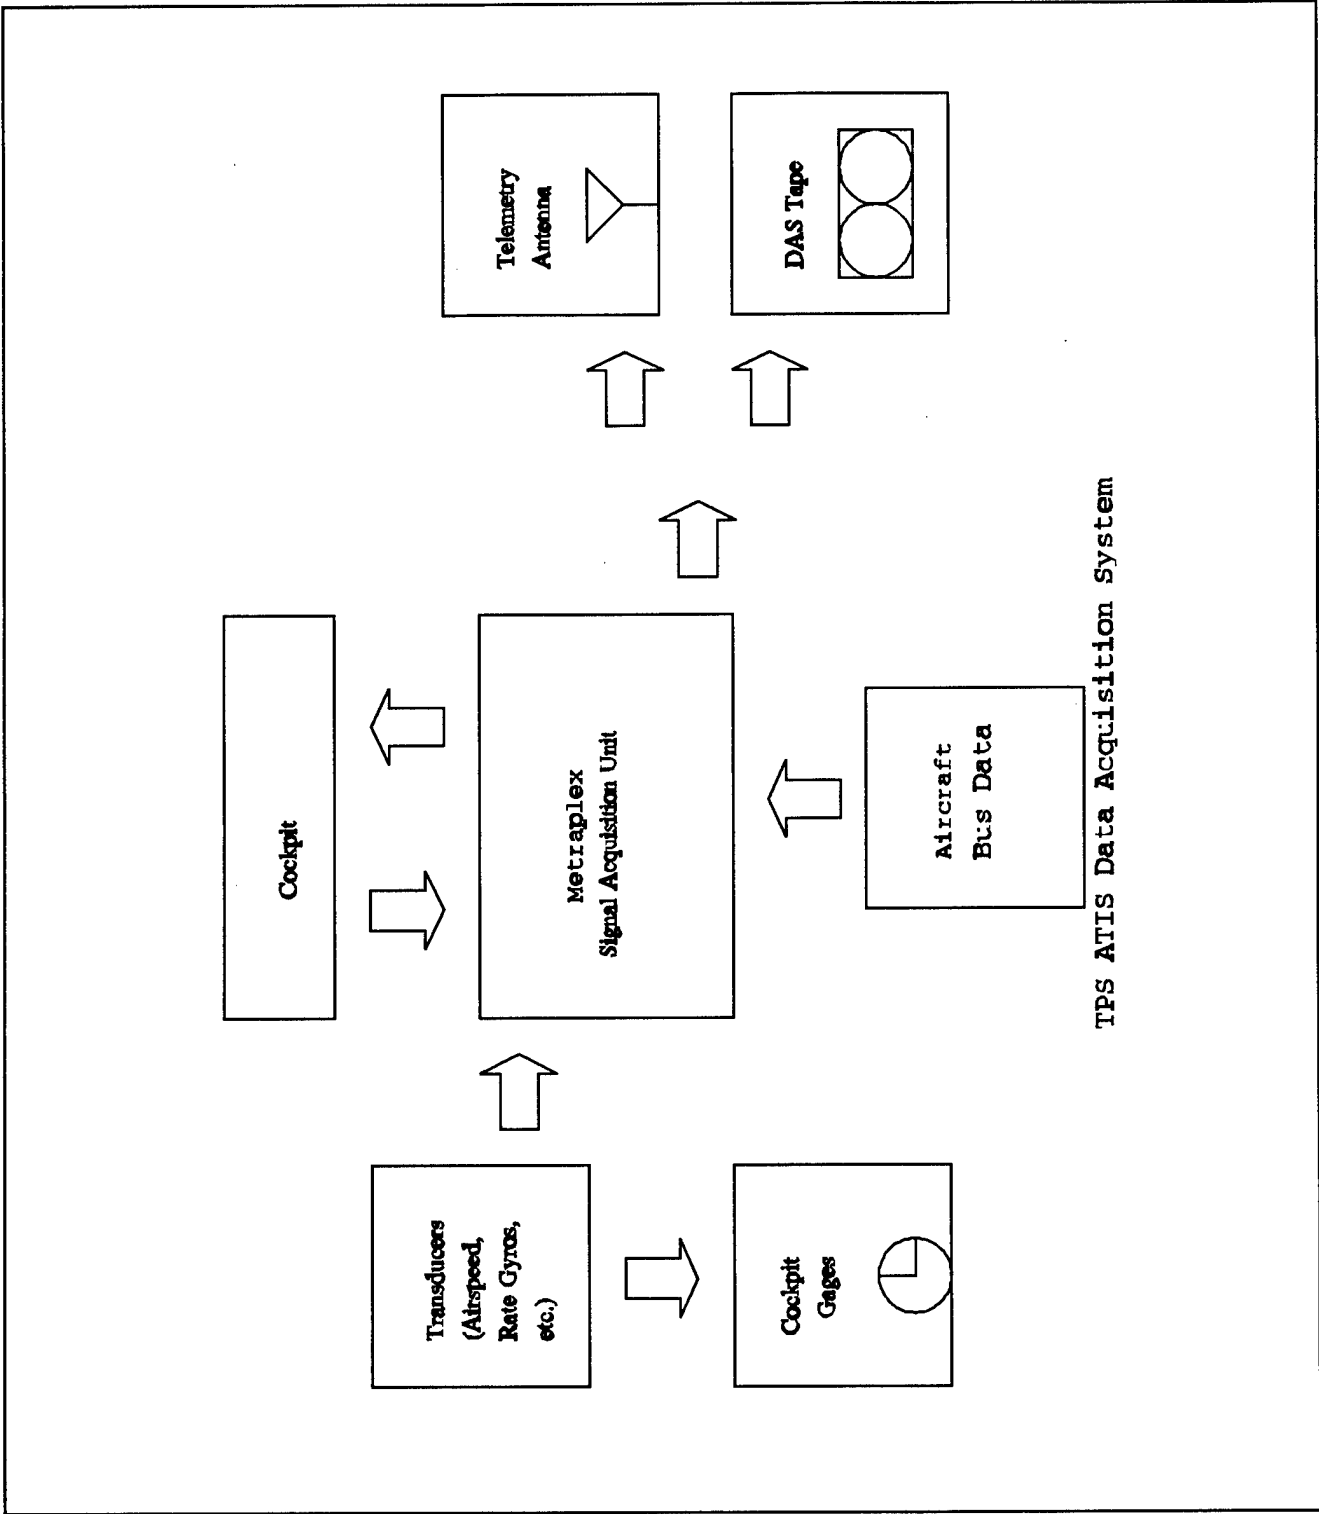 Cockpit
Transducers
(Airspeed,
Rate Gyros,
etc.)
Metraplex
Signal Acquisition Unit
Telemetry
Antenna
Cockpit
Gages
Aircraft
Bus Data
DAS Tape
TPS ATIS Data Acquisition System